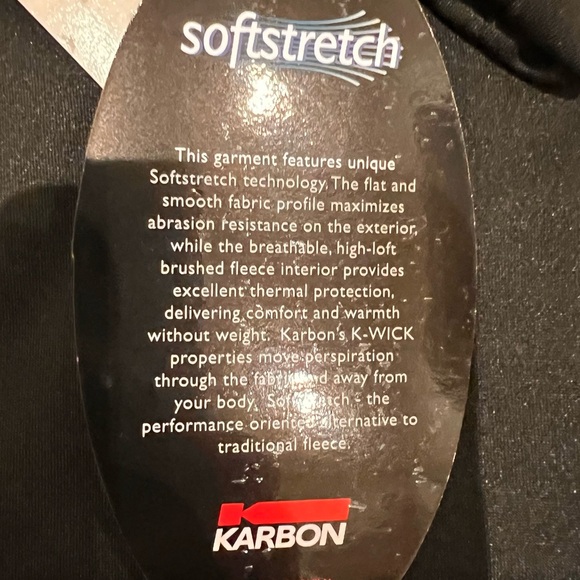 softstretch
This garment features unique
Softstretch technology. The flat and
smooth fabric profile maximizes
abrasion resistance on the exterior,
while the breathable, high-loft
brushed fleece interior provides
excellent thermal protection,
delivering comfort and warmth
without weight. Karbon's K-WICK
properties move perspiration
through the fabric and away from
your body. Softstretch - the
performance oriented alternative to
traditional fleece.
KARBON